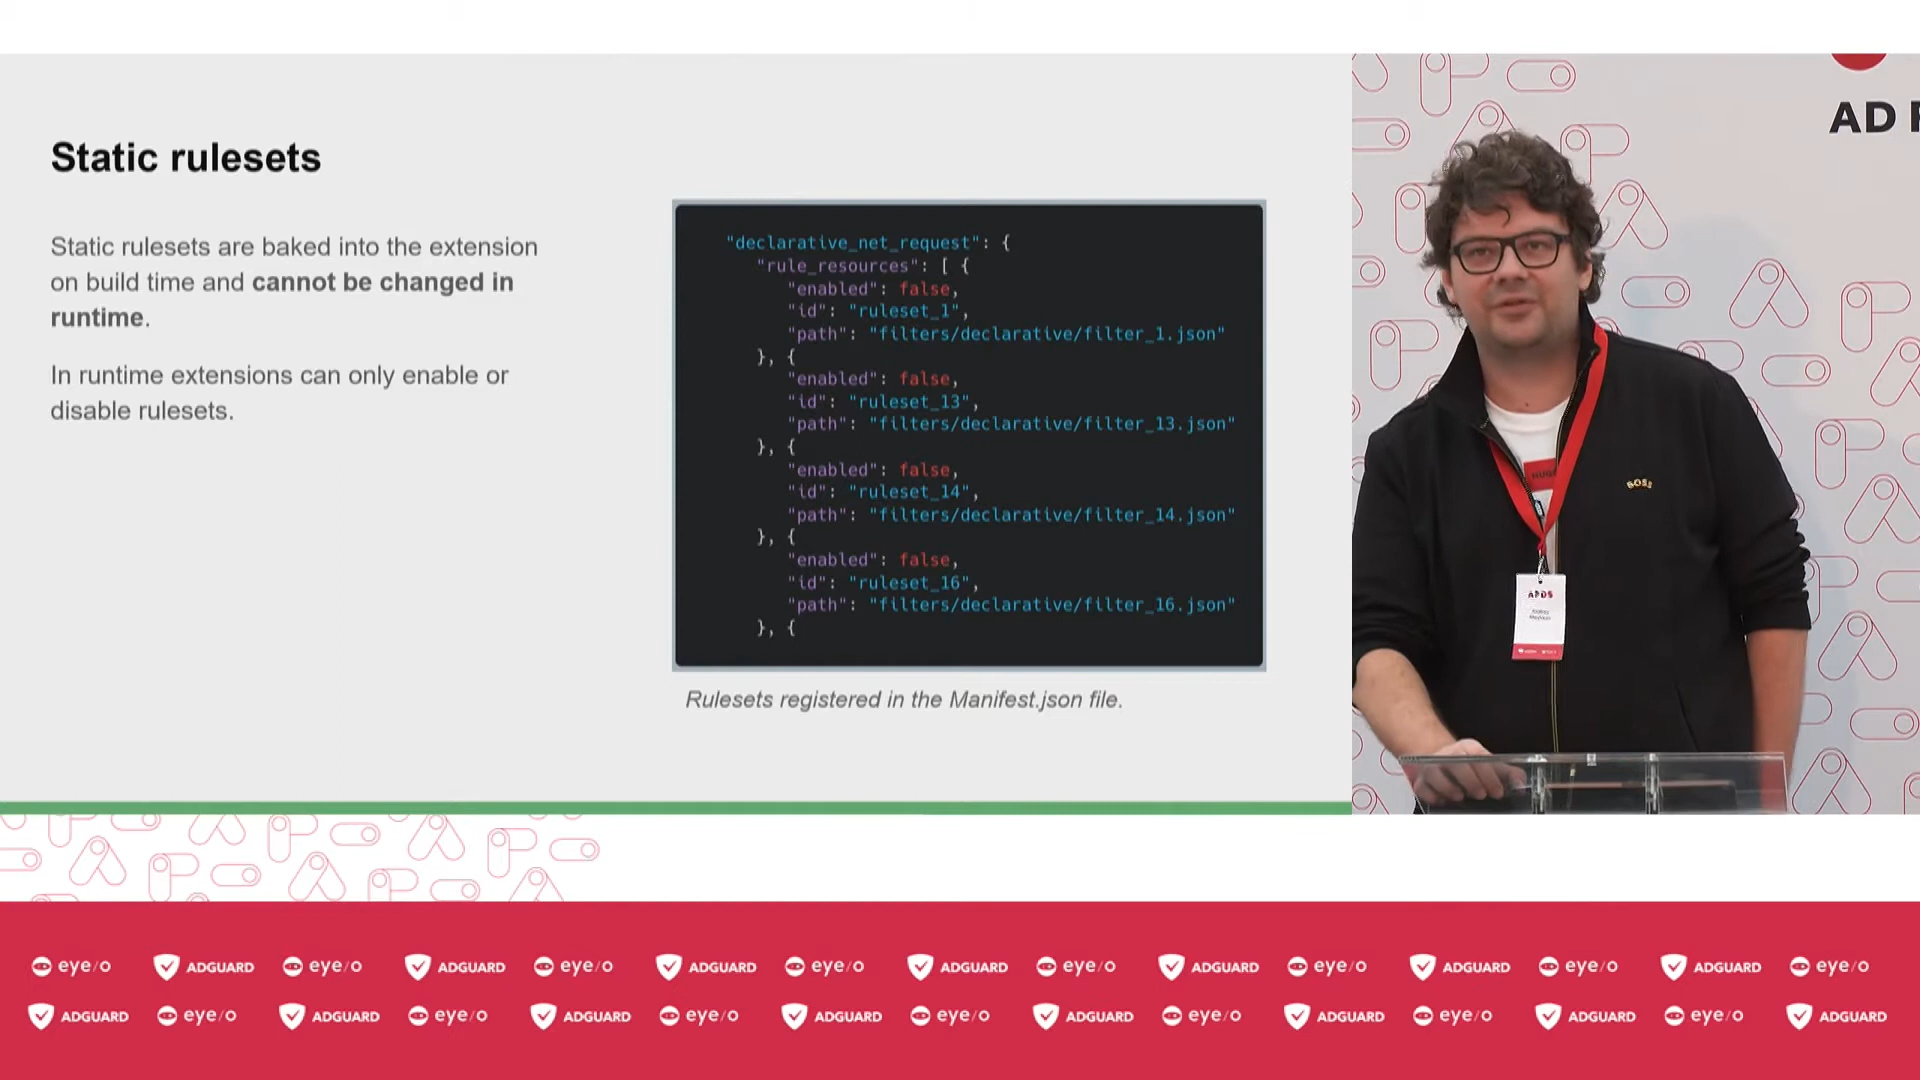 Static rulesets
Static rulesets are baked into the extension
on build time and cannot be changed in
runtime.
In runtime extensions can only enable or
disable rulesets.
"declarative_net_request": {
"rule_resources": [ {
"enabled": false,
"id": "ruleset_1",
"path": "filters/declarative/filter_1.json"
}, {
"enabled": false,
"id": "ruleset_13",
"path": "filters/declarative/filter_13.json"
}, {
"enabled": false,
"id": "ruleset_14",
"path": "filters/declarative/filter_14.json"
}, {
"enabled": false,
"id": "ruleset_16",
"path": "filters/declarative/filter_16.json"
}, {
Rulesets registered in the Manifest.json file.
AD
BOSS
APDS
eye/o ADGUARD eye/o ADGUARD eye/o ADGUARD eye/o ADGUARD eye/o ADGUARD eye/o ADGUARD eye/o ADGUARD eye/o
ADGUARD eye/o ADGUARD eye/o ADGUARD eye/o ADGUARD eye/o ADGUARD eye/o ADGUARD eye/o ADGUARD eye/o ADGUARD